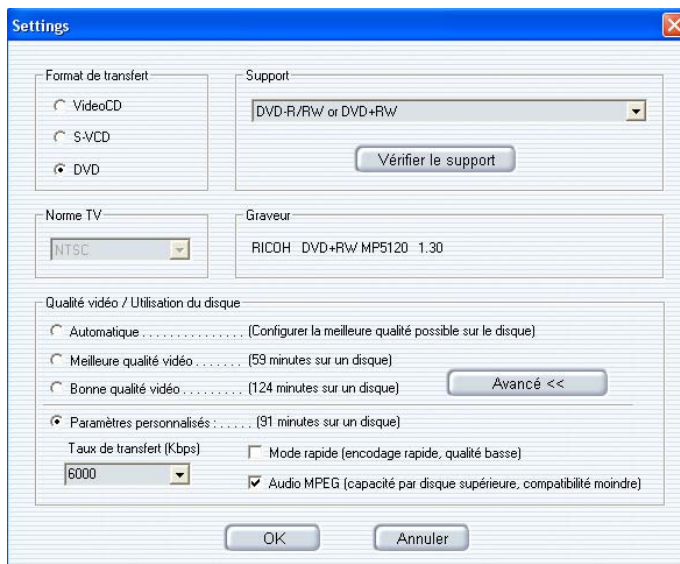 Settings
Format de transfert
VideoCD
S-VCD
DVD
Support
DVD-R/RW or DVD+RW
Vérifier le support
Norme TV
NTSC
Graveur
RICOH DVD+RW MP5120 1.30
Qualité vidéo / Utilisation du disque
Automatique . . . . . . . . . . . . . . . (Configurer la meilleure qualité possible sur le disque)
Meilleure qualité vidéo . . . . . . . (59 minutes sur un disque)
Bonne qualité vidéo . . . . . . . . . (124 minutes sur un disque)
Avancé <<
Paramètres personnalisés : . . . . . (91 minutes sur un disque)
Taux de transfert (Kbps)
6000
Mode rapide (encodage rapide, qualité basse)
Audio MPEG (capacité par disque supérieure, compatibilité moindre)
OK
Annuler